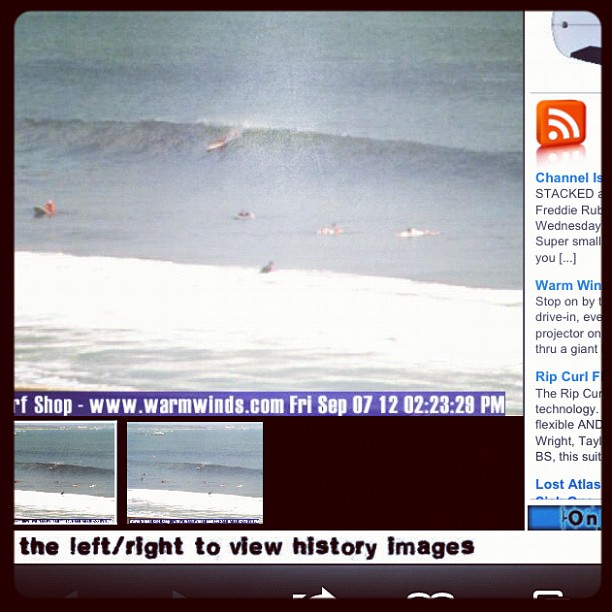 rf Shop - www.warmwinds.com Fri Sep 07 12 02:23:29 PM
the left/right to view history images
Channel Is
STACKED a
Freddie Rub
Wednesday
Super small
you [...]
Warm Win
Stop on by t
drive-in, eve
projector on
thru a giant
Rip Curl F
The Rip Cur
technology.
flexible AND
Wright, Tayl
BS, this suit
Lost Atlas
On